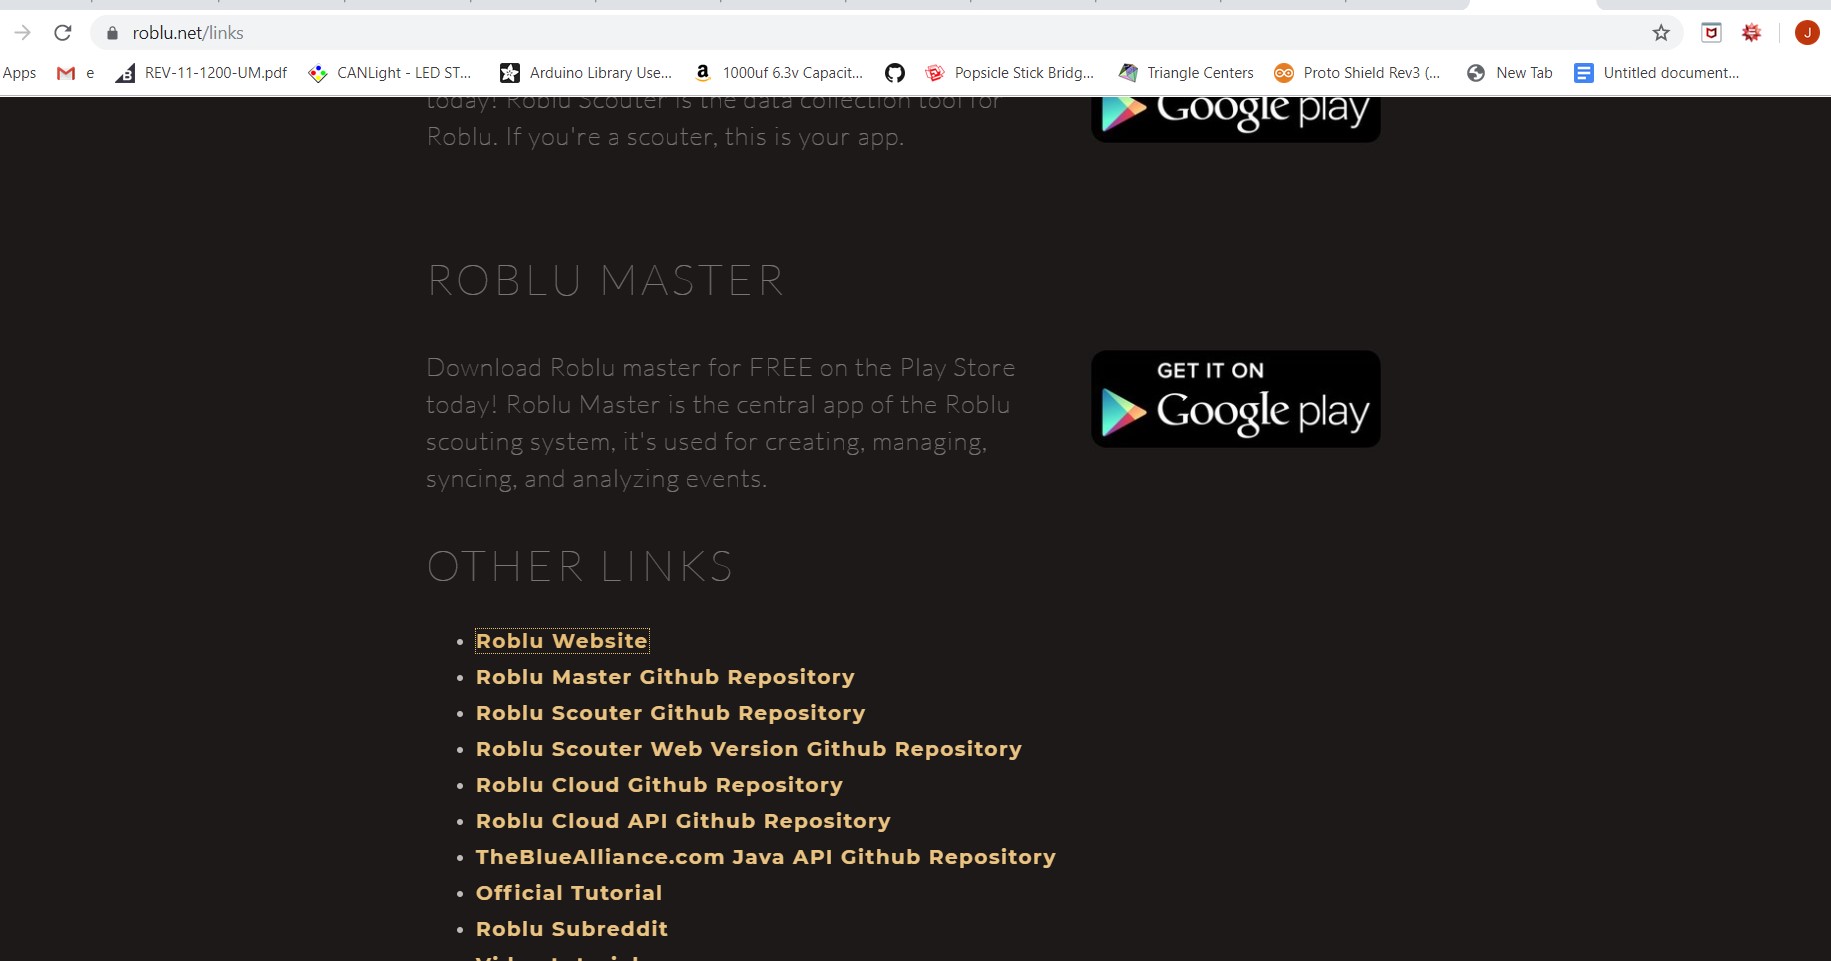 roblu.net/links
J
Apps
e
REV-11-1200-UM.pdf
CANLight - LED ST...
Arduino Library Use...
1000uf 6.3v Capacit...
Popsicle Stick Bridg...
Triangle Centers
Proto Shield Rev3 (...
New Tab
Untitled document...
today! Roblu Scouter is the data collection tool for
Roblu. If you're a scouter, this is your app.
Google play
ROBLU MASTER
Download Roblu master for FREE on the Play Store
today! Roblu Master is the central app of the Roblu
scouting system, it's used for creating, managing,
syncing, and analyzing events.
GET IT ON
Google play
OTHER LINKS
Roblu Website
Roblu Master Github Repository
Roblu Scouter Github Repository
Roblu Scouter Web Version Github Repository
Roblu Cloud Github Repository
Roblu Cloud API Github Repository
TheBlueAlliance.com Java API Github Repository
Official Tutorial
Roblu Subreddit